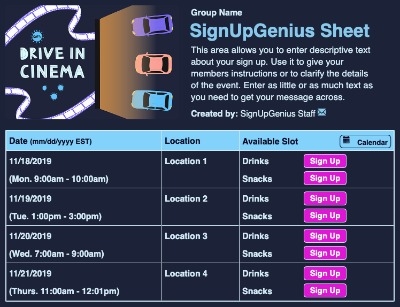 Group Name
SignUpGenius Sheet
DRIVE IN
CINEMA
This area allows you to enter descriptive text
about your sign up. Use it to give your
members instructions or to clarify the details
of the event. Enter as little or as much text as
you need to get your message across.
Created by: SignUpGenius Staff
Date (mm/dd/yyyy EST) Location Available Slot Calendar
11/18/2019 Location 1 Drinks Sign Up
(Mon. 9:00am - 10:00am) Snacks Sign Up
11/19/2019 Location 2 Drinks Sign Up
(Tue. 1:00pm - 3:00pm) Snacks Sign Up
11/20/2019 Location 3 Drinks Sign Up
(Wed. 7:00am - 9:00am) Snacks Sign Up
11/21/2019 Location 4 Drinks Sign Up
(Thurs. 11:00am - 12:01pm) Snacks Sign Up